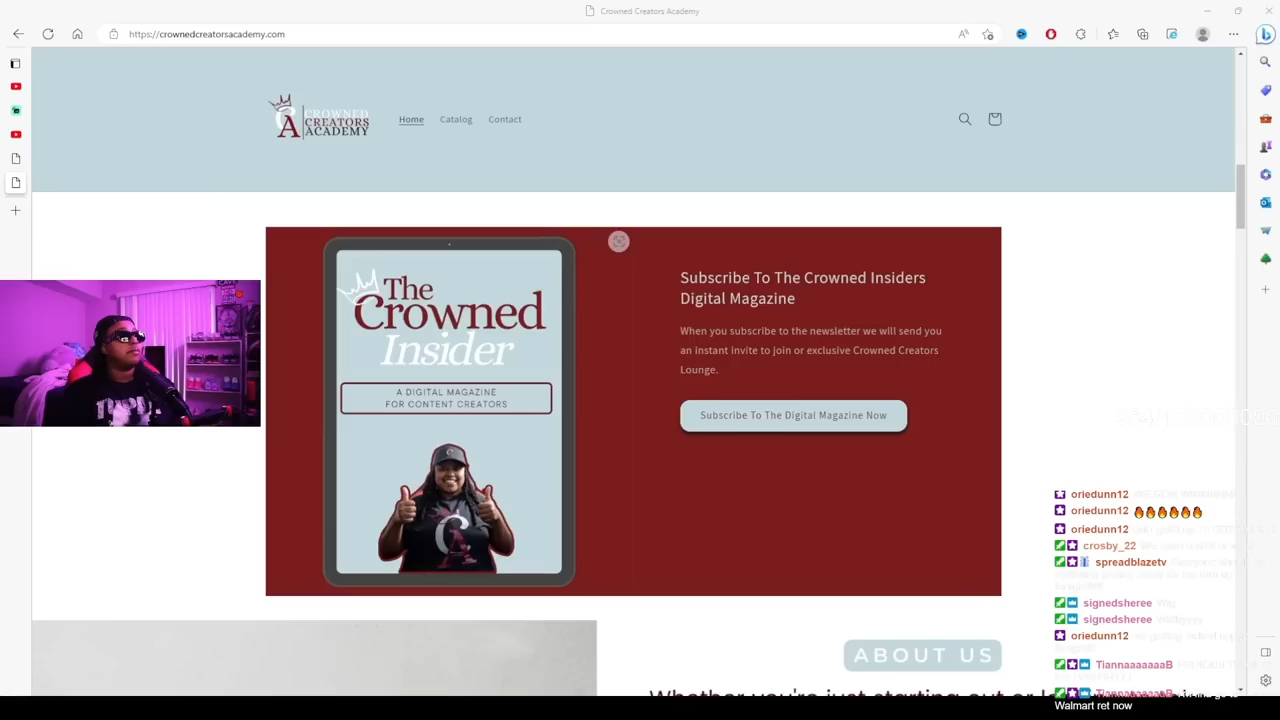 Crowned Creators Academy
https://crownedcreatorsacademy.com
CA
CROWNED
CREATORS
ACADEMY
Home
Catalog
Contact
The
Crowned
Insider
A DIGITAL MAGAZINE
FOR CONTENT CREATORS
Subscribe To The Crowned Insiders
Digital Magazine
When you subscribe to the newsletter we will send you
an instant invite to join or exclusive Crowned Creators
Lounge.
Subscribe To The Digital Magazine Now
ABOUT US
oriedunn12
oriedunn12
oriedunn12
crosby_22
spreadblazetv
signedsheree
signedsheree
oriedunn12
TiannaaaaaaaB
TiannaaaaaaaB
Walmart ret now